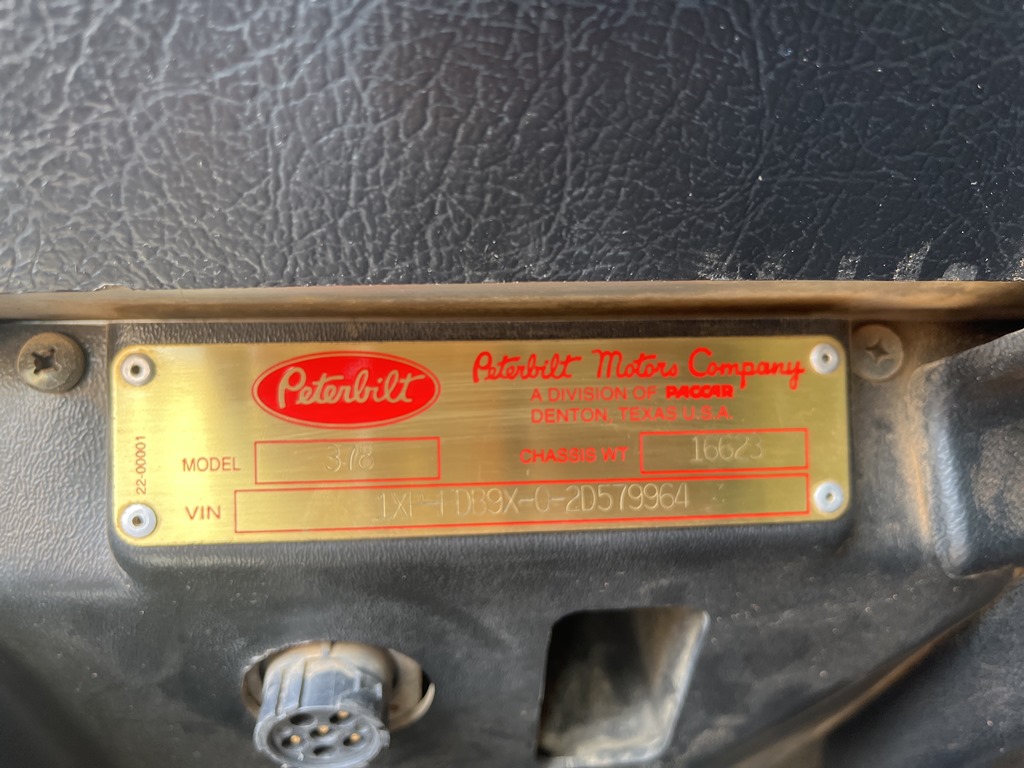 Peterbilt
Peterbilt Motors Company
A DIVISION OF PACCAR
DENTON, TEXAS U.S.A.
MODEL 378
CHASSIS WT 16623
VIN 1XP-FDB9X-0-2D579964
22-00001